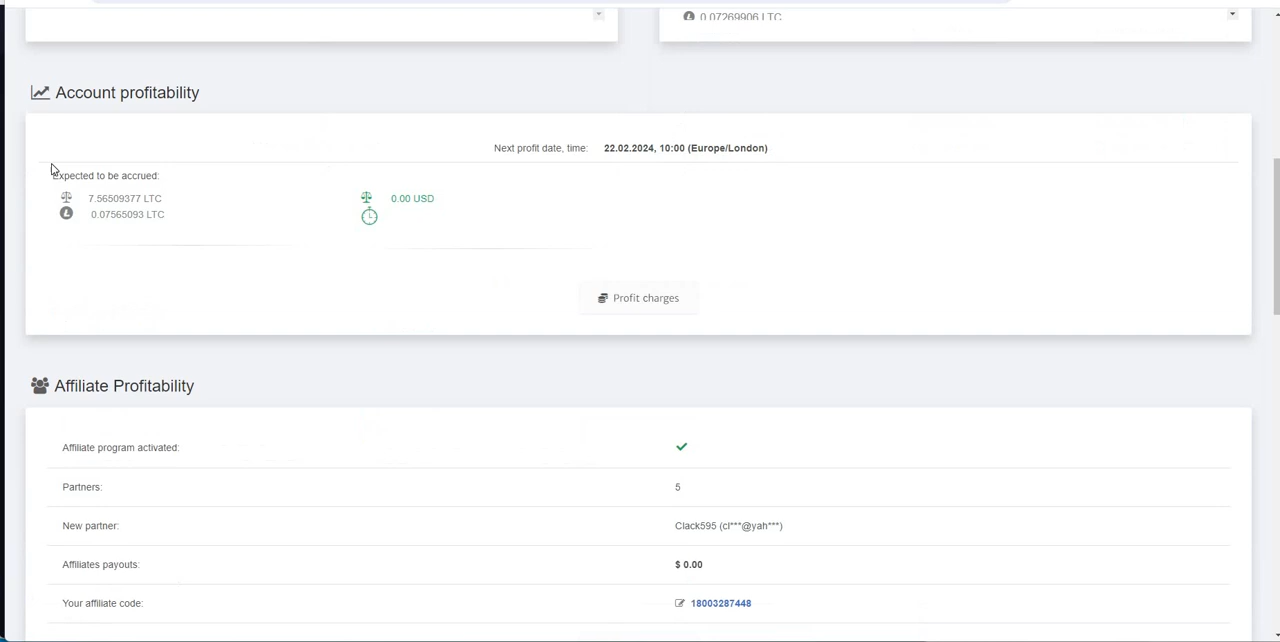 0.07269906 LTC
Account profitability
Next profit date, time: 22.02.2024, 10:00 (Europe/London)
Expected to be accrued:
7.56509377 LTC 0.00 USD
0.07565093 LTC
Profit charges
Affiliate Profitability
Affiliate program activated:
Partners: 5
New partner: Clack595 (cl***@yah***)
Affiliates payouts: $ 0.00
Your affiliate code: 18003287448